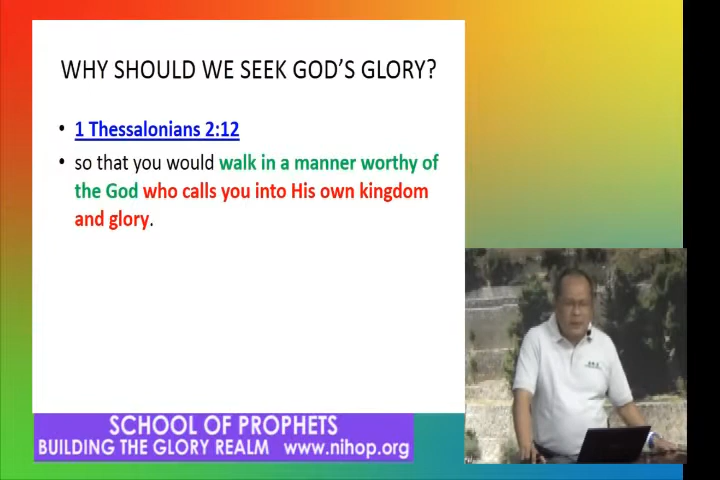 WHY SHOULD WE SEEK GOD'S GLORY?
• 1 Thessalonians 2:12
• so that you would walk in a manner worthy of
the God who calls you into His own kingdom
and glory.
SCHOOL OF PROPHETS
BUILDING THE GLORY REALM www.nihop.org